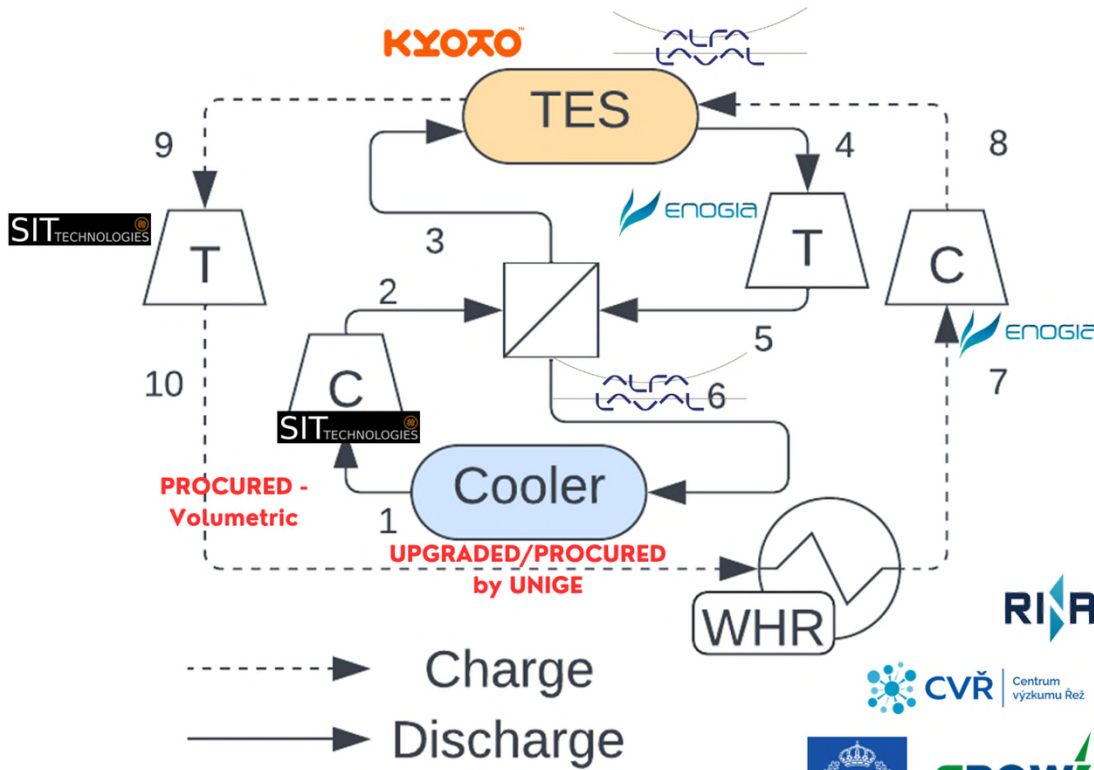 KYOTO™
ALFA
LAVAL
TES
9
4
8
SIT TECHNOLOGIES
ENOGIA
T
3
T
C
2
ENOGIA
10
5
7
C
ALFA
LAVAL
6
SIT TECHNOLOGIES
Cooler
PROCURED -
Volumetric
1
UPGRADED/PROCURED
by UNIGE
WHR
RINA
Charge
CVŘ
Centrum
výzkumu Řež
Discharge